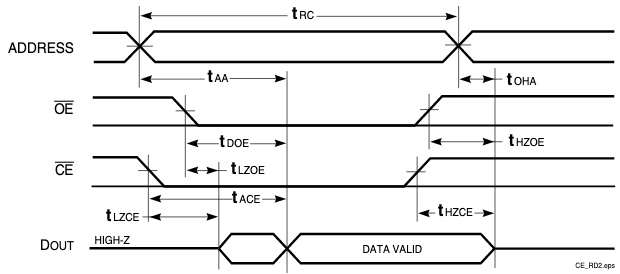 tRC
ADDRESS
tAA
tOHA
OE
tDOE
tHZOE
CE
tLZOE
tACE
tLZCE
tHZCE
DOUT
HIGH-Z
DATA VALID
CE_RD2.eps